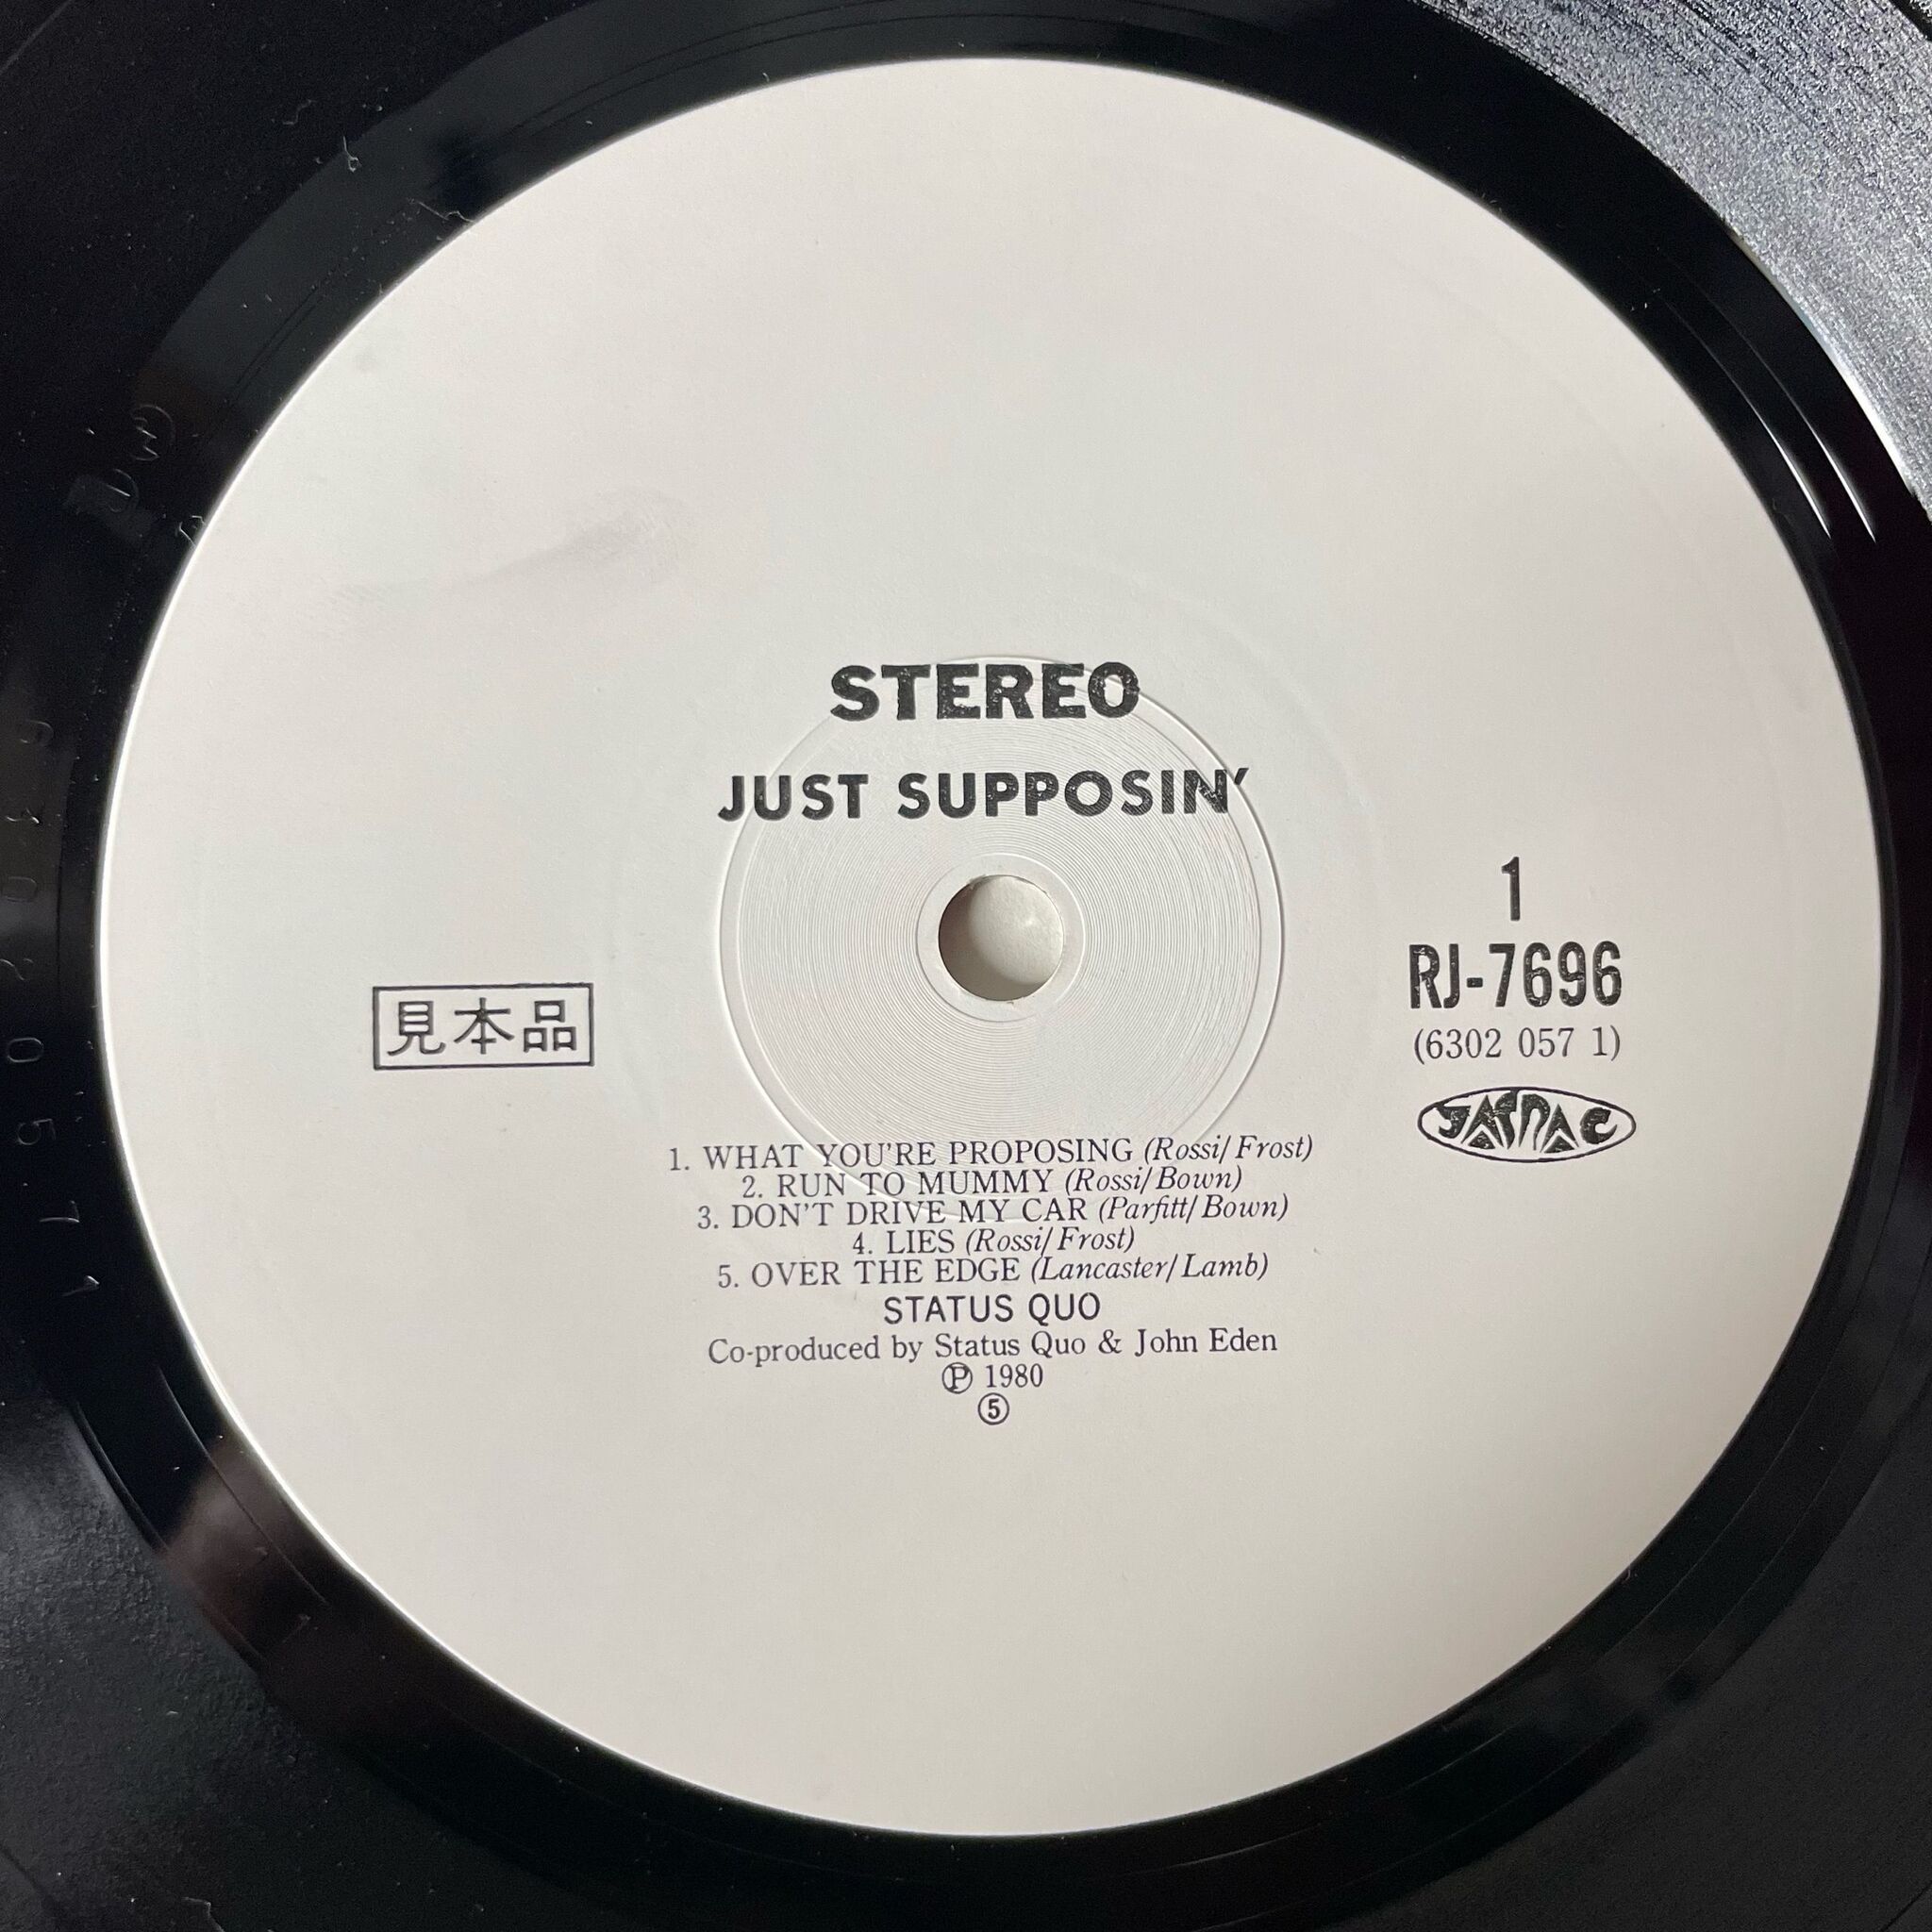 STEREO
JUST SUPPOSIN'
1
RJ-7696
(6302 057 1)
JASRAC
見本品
1. WHAT YOU'RE PROPOSING (Rossi/Frost)
2. RUN TO MUMMY (Rossi/Bown)
3. DON'T DRIVE MY CAR (Parfitt/Bown)
4. LIES (Rossi/Frost)
5. OVER THE EDGE (Lancaster/Lamb)
STATUS QUO
Co-produced by Status Quo & John Eden
Ⓟ 1980
⑤